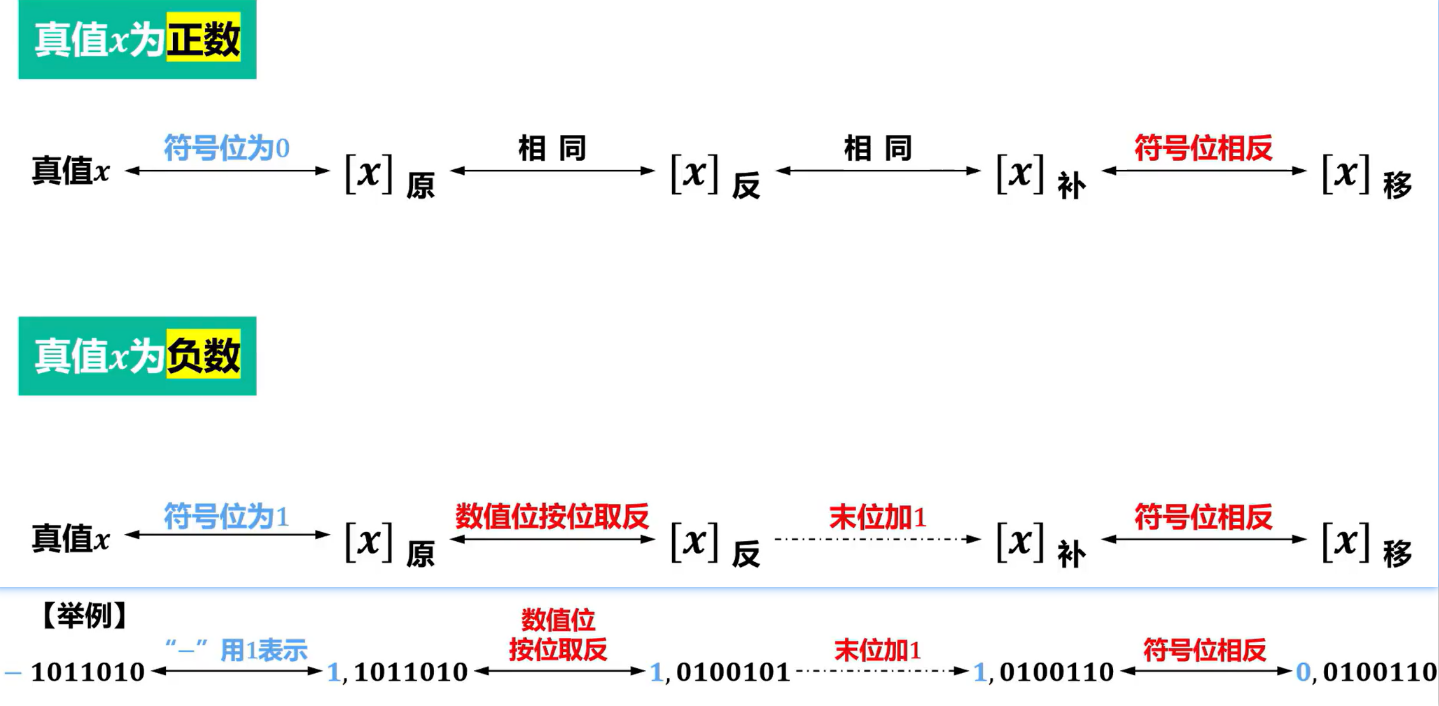 真值x为正数
真值x 符号位为0 [x]原 相 同 [x]反 相 同 [x]补 符号位相反 [x]移
真值x为负数
真值x 符号位为1 [x]原 数值位按位取反 [x]反 末位加1 [x]补 符号位相反 [x]移
【举例】
数值位
“−”用1表示 按位取反 末位加1 符号位相反
− 1011010 1, 1011010 1, 0100101 1, 0100110 0, 0100110